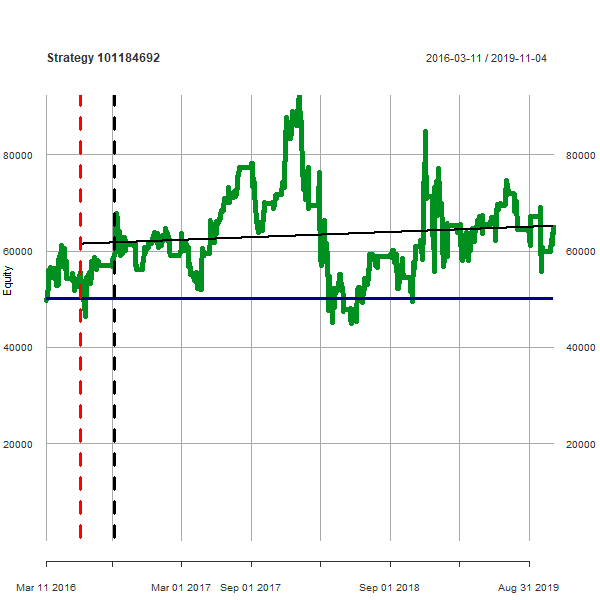 Strategy 101184692 2016-03-11 / 2019-11-04
80000 80000
60000 60000
Equity
40000 40000
20000 20000
Mar 11 2016 Mar 01 2017 Sep 01 2017 Sep 01 2018 Aug 31 2019